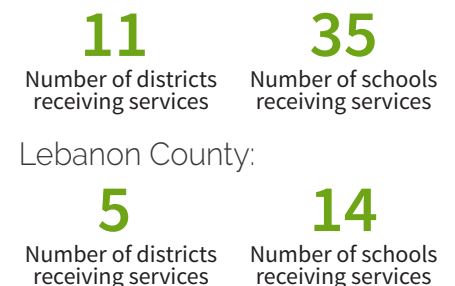 11 35
Number of districts Number of schools
receiving services receiving services
Lebanon County:
5 14
Number of districts Number of schools
receiving services receiving services